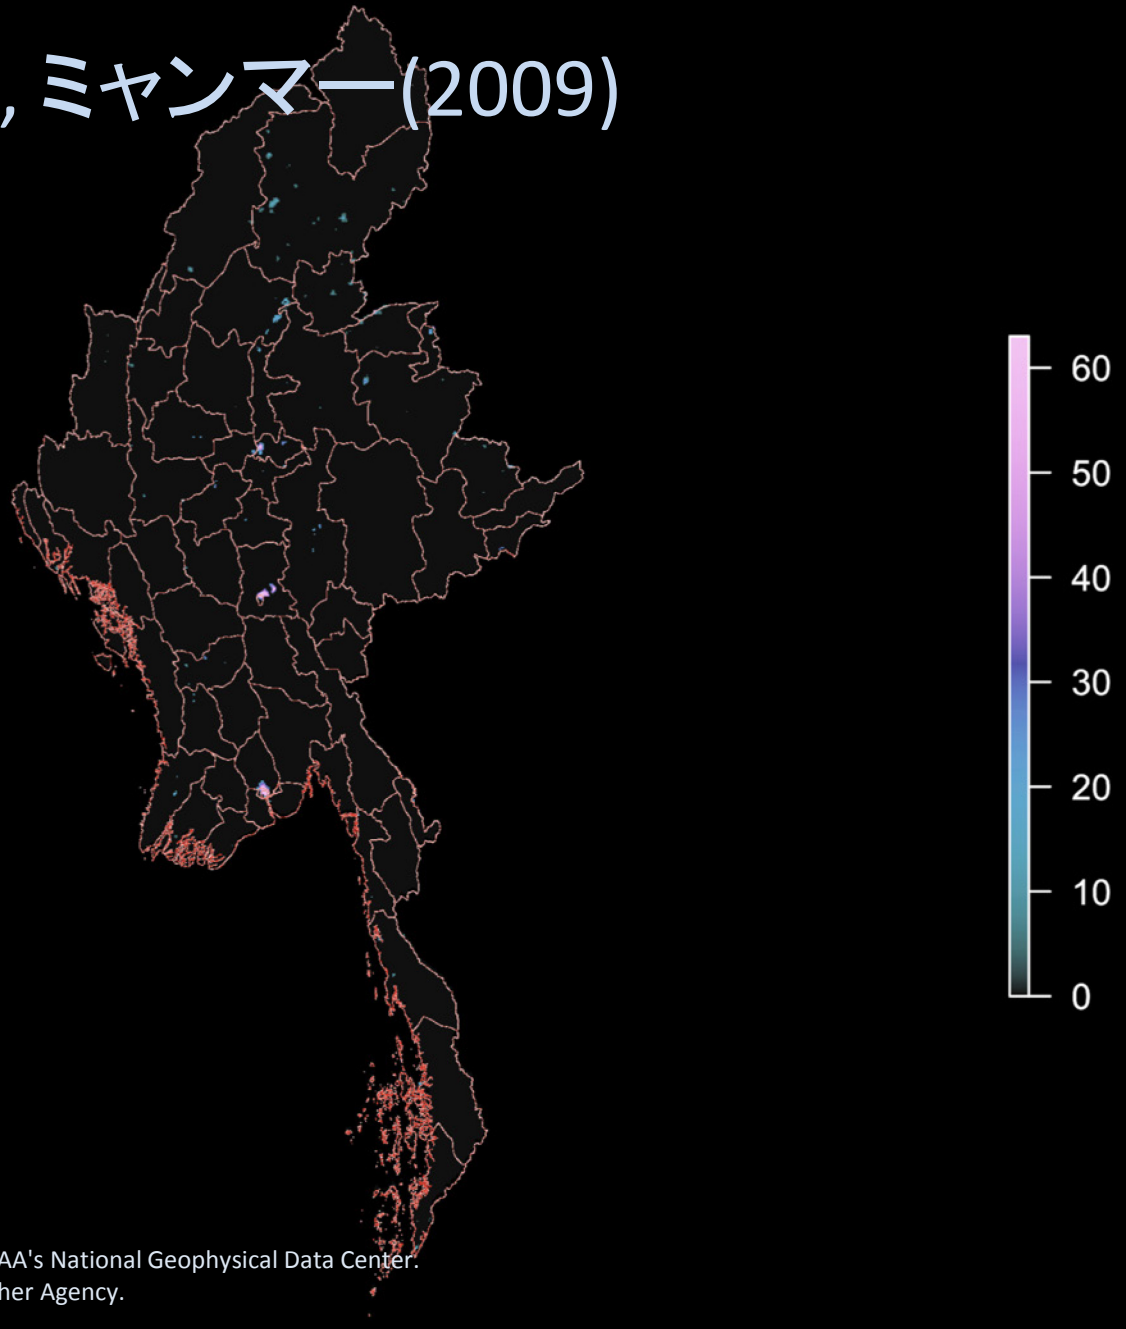 , ミャンマー(2009)
60
50
40
30
20
10
0
AA's National Geophysical Data Center.
her Agency.